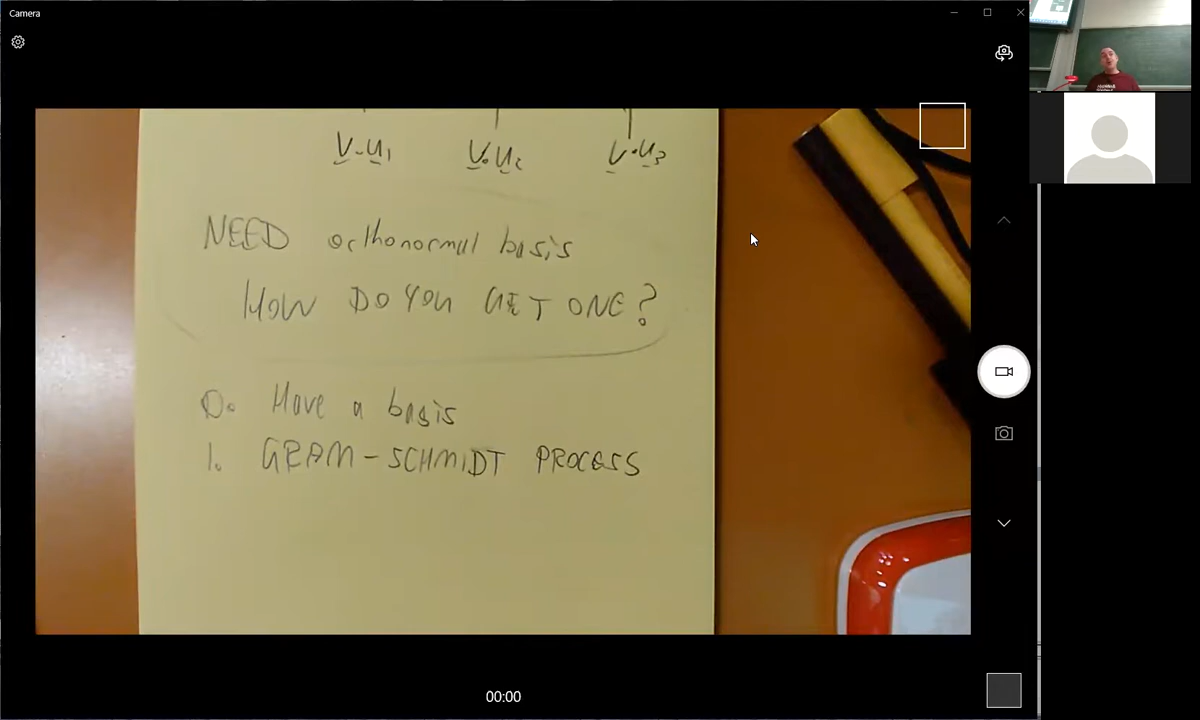 Camera
V·U1 V·U2 V·U3
NEED orthonormal basis
HOW DO YOU GET ONE?
0. Have a basis
1. GRAM-SCHMIDT PROCESS
00:00